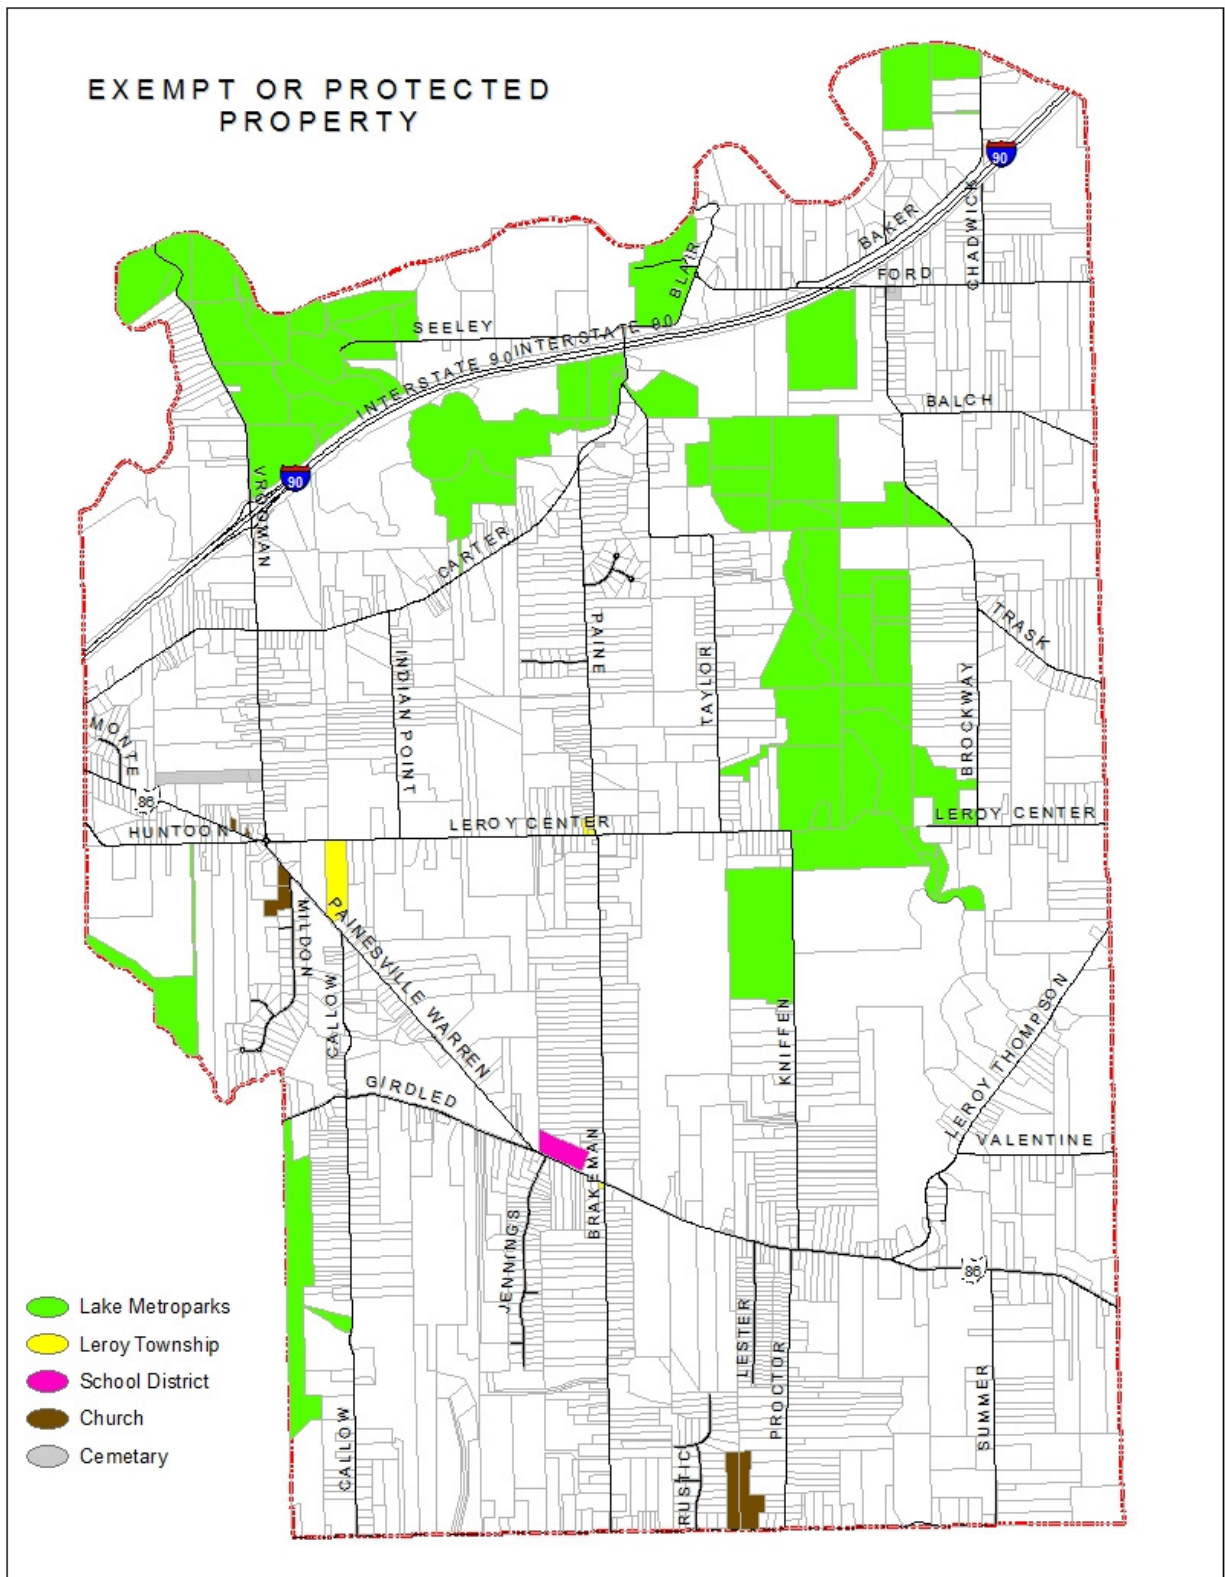 EXEMPT OR PROTECTED
PROPERTY
90
CHADWICK
BAKER
FORD
BLAIR
SEELEY
INTERSTATE 90
INTERSTATE 90
BALCH
90
VROOMAN
CARTER
TRASK
PAINE
INDIAN POINT
TAYLOR
BROCKWAY
MONTE
86
HUNTOON
LEROY CENTER
LEROY CENTER
MILDON
PAINESVILLE WARREN
CALLOW
KNIFFEN
LEROY THOMPSON
GIRDLED
VALENTINE
BRAKEMAN
JENNINGS
86
LESTER
PROCTOR
SUMMER
CALLOW
RUSTIC
Lake Metroparks
Leroy Township
School District
Church
Cemetary